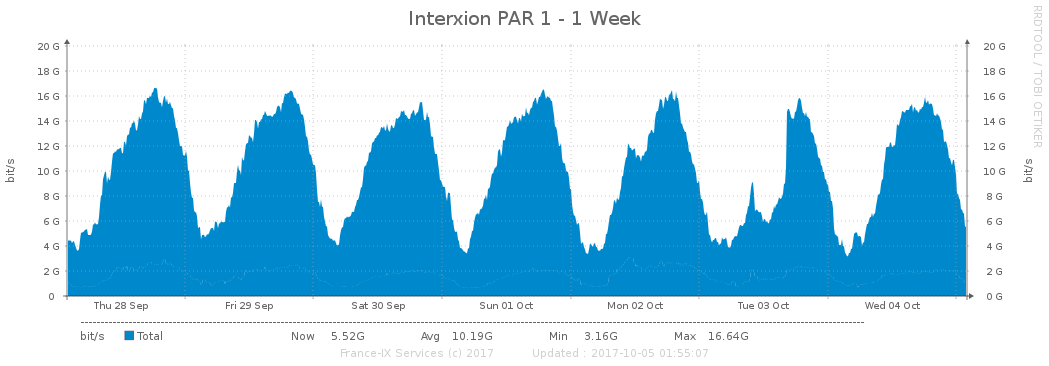 Interxion PAR 1 - 1 Week
RRDTOOL / TOBI OETIKER
20 G 20 G
18 G 18 G
16 G 16 G
14 G 14 G
12 G 12 G
10 G 10 G
8 G 8 G
6 G 6 G
4 G 4 G
2 G 2 G
0 0 G
bit/s
bit/s
Thu 28 Sep Fri 29 Sep Sat 30 Sep Sun 01 Oct Mon 02 Oct Tue 03 Oct Wed 04 Oct
bit/s Total Now 5.52G Avg 10.19G Min 3.16G Max 16.64G
France-IX Services (c) 2017 Updated : 2017-10-05 01:55:07